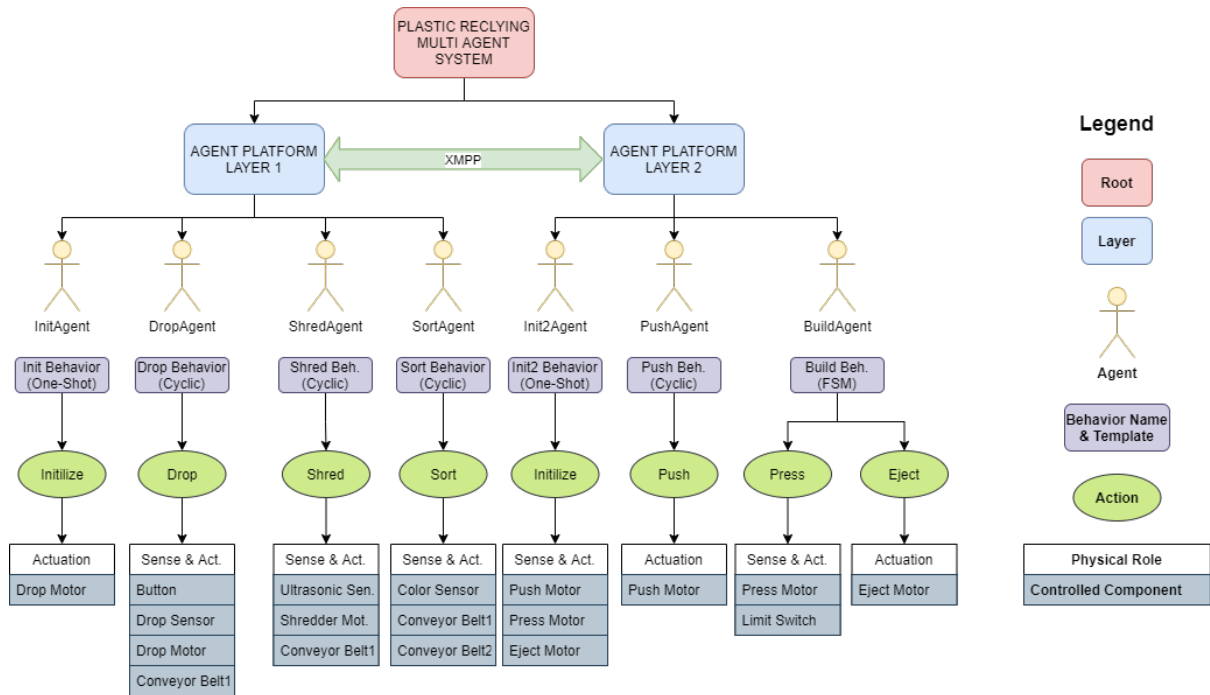 PLASTIC RECLYING
MULTI AGENT
SYSTEM
AGENT PLATFORM
LAYER 1
XMPP
AGENT PLATFORM
LAYER 2
InitAgent
DropAgent
ShredAgent
SortAgent
Init2Agent
PushAgent
BuildAgent
Init Behavior
(One-Shot)
Drop Behavior
(Cyclic)
Shred Beh.
(Cyclic)
Sort Behavior
(Cyclic)
Init2 Behavior
(One-Shot)
Push Beh.
(Cyclic)
Build Beh.
(FSM)
Initilize
Drop
Shred
Sort
Initilize
Push
Press
Eject
Actuation
Drop Motor
Sense & Act.
Button
Drop Sensor
Drop Motor
Conveyor Belt1
Sense & Act.
Ultrasonic Sen.
Shredder Mot.
Conveyor Belt1
Sense & Act.
Color Sensor
Conveyor Belt1
Conveyor Belt2
Sense & Act.
Push Motor
Press Motor
Eject Motor
Actuation
Push Motor
Sense & Act.
Press Motor
Limit Switch
Actuation
Eject Motor
Legend
Root
Layer
Agent
Behavior Name
& Template
Action
Physical Role
Controlled Component